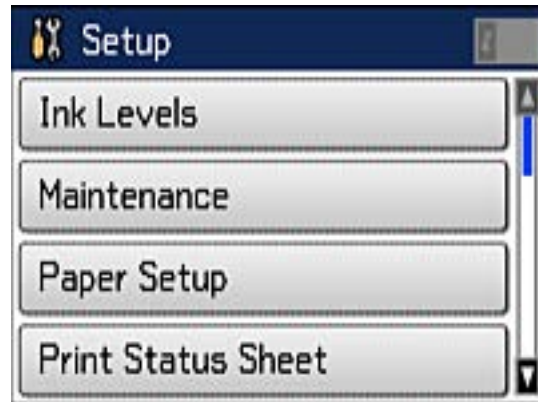 Setup
Ink Levels
Maintenance
Paper Setup
Print Status Sheet